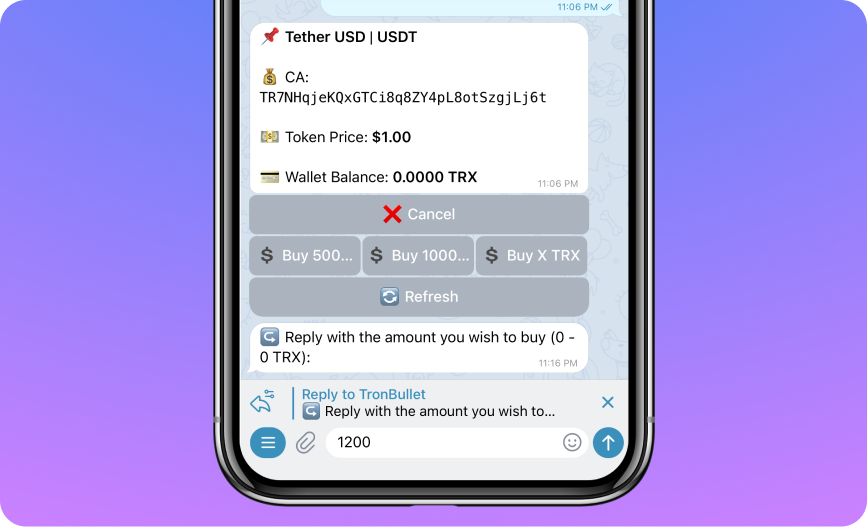 11:06 PM
Tether USD | USDT
CA:
TR7NHqjeKQxGTCi8q8ZY4pL8otSzgjLj6t
Token Price: $1.00
Wallet Balance: 0.0000 TRX
11:06 PM
Cancel
$ Buy 500... $ Buy 1000... $ Buy X TRX
Refresh
Reply with the amount you wish to buy (0 -
0 TRX):
11:16 PM
Reply to TronBullet
Reply with the amount you wish to...
1200